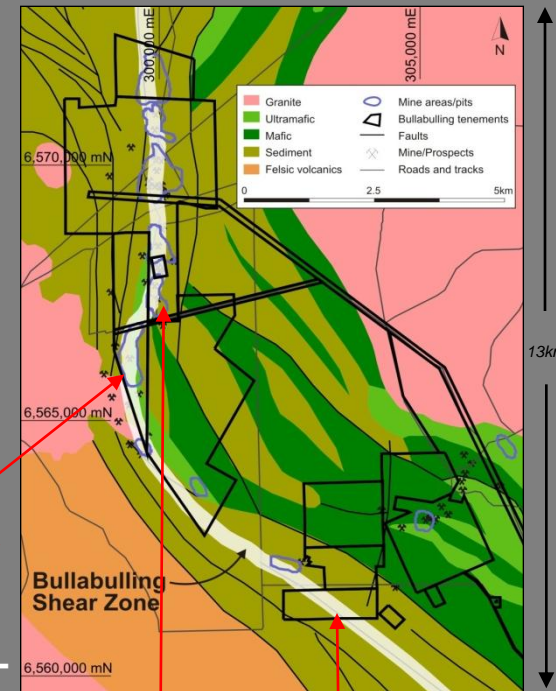 300,000 mE
305,000 mE
N
Granite
Ultramafic
Mafic
Sediment
Felsic volcanics
Mine areas/pits
Bullabulling tenements
Faults
Mine/Prospects
Roads and tracks
0 2.5 5km
6,570,000 mN
13km
6,565,000 mN
Bullabulling
Shear Zone
6,560,000 mN